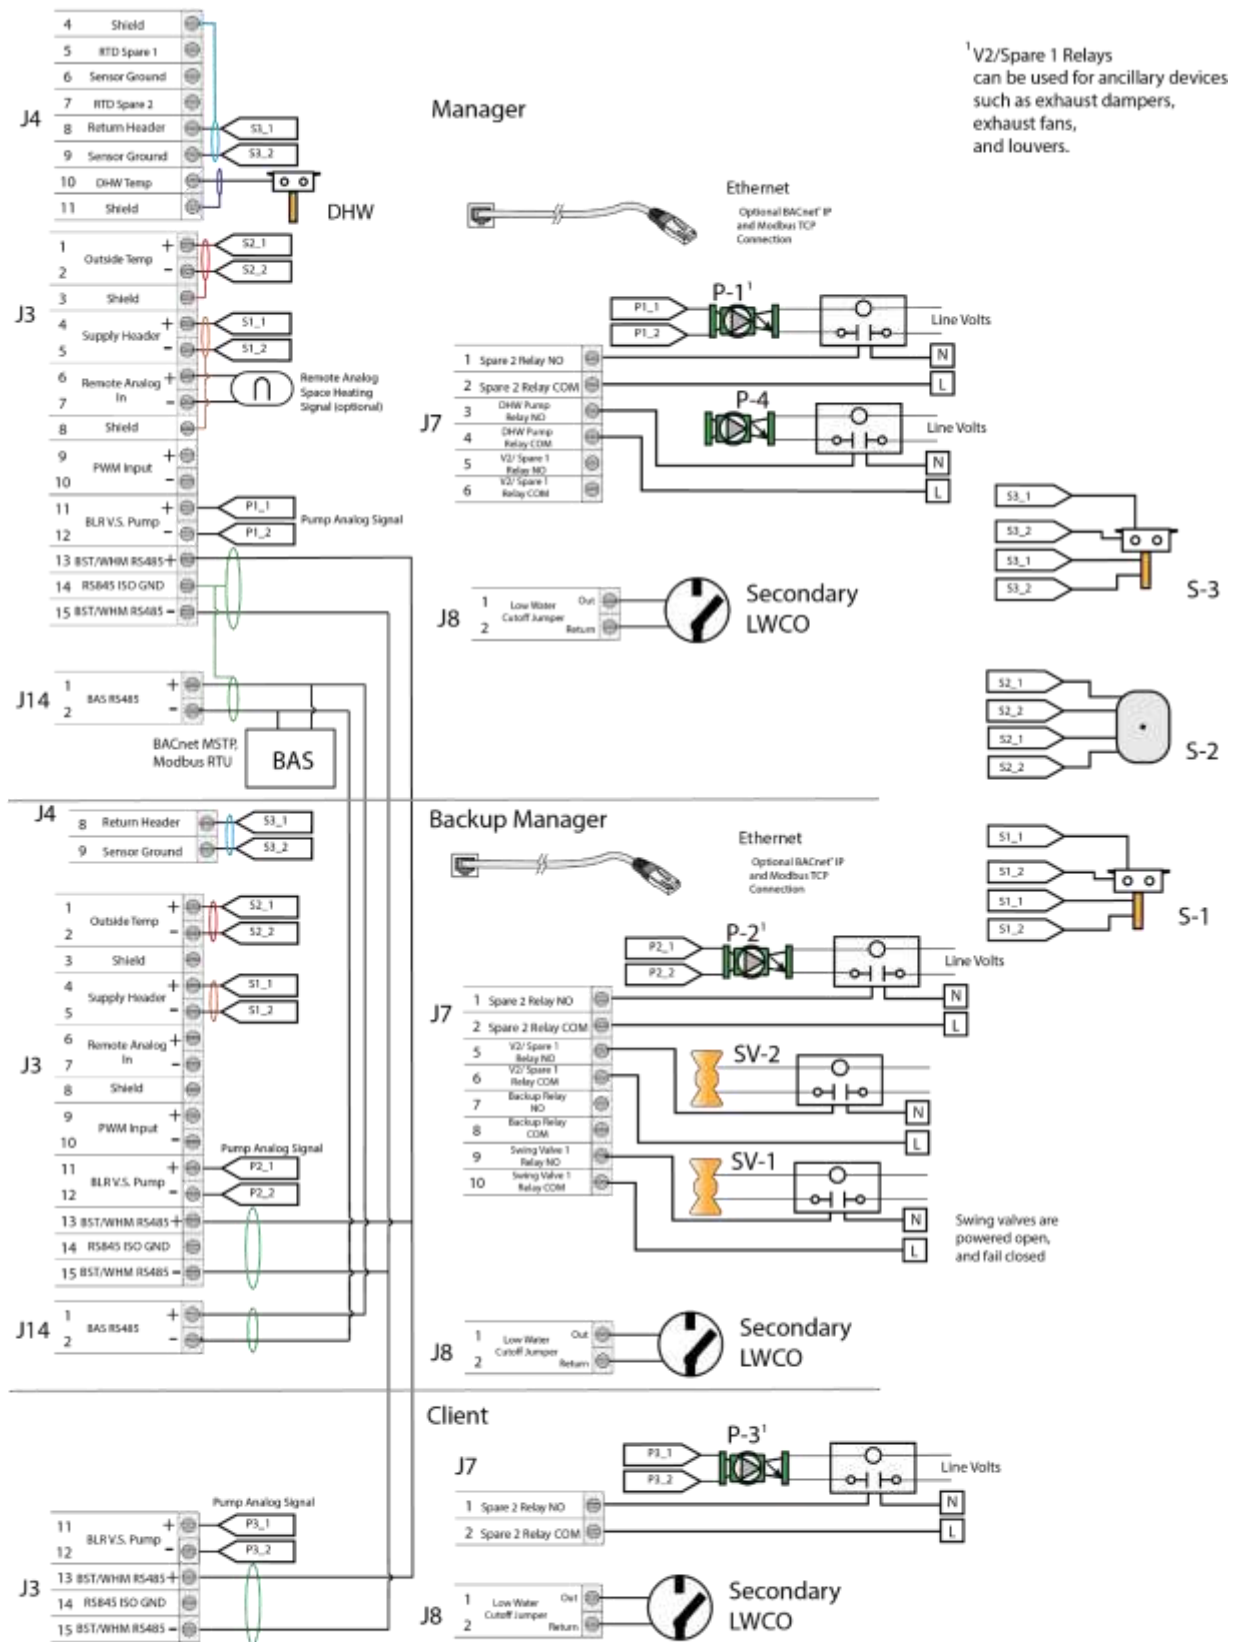 4 Shield
5 RTD Spare 1
6 Sensor Ground
7 RTD Spare 2
J4
8 Return Header S3_1
9 Sensor Ground S3_2
10 DHW Temp
11 Shield
DHW
1 +
Outside Temp
2 -
S2_1
S2_2
3 Shield
J3
4 +
Supply Header
5 -
S1_1
S1_2
6 +
Remote Analog
In
7 -
Remote Analog
Space Heating
Signal (optional)
8 Shield
9 +
PWM Input
10 -
11 +
BLR V.S. Pump
12 -
P1_1
P1_2
Pump Analog Signal
13 BST/WHM RS485 +
14 RS845 ISO GND
15 BST/WHM RS485 -
J14
1 +
BAS RS485
2 -
BACnet MSTP,
Modbus RTU
BAS
Manager
Ethernet
Optional BACnet® IP
and Modbus TCP
Connection
P1_1
P1_2
P-1¹
Line Volts
N
L
J7
1 Spare 2 Relay NO
2 Spare 2 Relay COM
3 DHW Pump
Relay NO
4 DHW Pump
Relay COM
5 V2/ Spare 1
Relay NO
6 V2/ Spare 1
Relay COM
P-4
Line Volts
N
L
J8
1 Out
Low Water
Cutoff Jumper
2 Return
Secondary
LWCO
¹ V2/Spare 1 Relays
can be used for ancillary devices
such as exhaust dampers,
exhaust fans,
and louvers.
S3_1
S3_2
S3_1
S3_2
S-3
S2_1
S2_2
S2_1
S2_2
S-2
S1_1
S1_2
S1_1
S1_2
S-1
J4
8 Return Header S3_1
9 Sensor Ground S3_2
1 +
Outside Temp
2 -
S2_1
S2_2
3 Shield
4 +
Supply Header
5 -
S1_1
S1_2
J3
6 +
Remote Analog
In
7 -
8 Shield
9 +
PWM Input
10 -
Pump Analog Signal
11 +
BLR V.S. Pump
12 -
P2_1
P2_2
13 BST/WHM RS485 +
14 RS845 ISO GND
15 BST/WHM RS485 -
J14
1 +
BAS RS485
2 -
Backup Manager
Ethernet
Optional BACnet® IP
and Modbus TCP
Connection
P2_1
P2_2
P-2¹
Line Volts
N
L
J7
1 Spare 2 Relay NO
2 Spare 2 Relay COM
5 V2/ Spare 1
Relay NO
6 V2/ Spare 1
Relay COM
7 Backup Relay
NO
8 Backup Relay
COM
9 Swing Valve 1
Relay NO
10 Swing Valve 1
Relay COM
SV-2
N
L
SV-1
N
L
Swing valves are
powered open,
and fail closed
J8
1 Out
Low Water
Cutoff Jumper
2 Return
Secondary
LWCO
Client
J7
P3_1
P3_2
P-3¹
Line Volts
N
L
1 Spare 2 Relay NO
2 Spare 2 Relay COM
Pump Analog Signal
11 +
BLR V.S. Pump
12 -
P3_1
P3_2
J3
13 BST/WHM RS485 +
14 RS845 ISO GND
15 BST/WHM RS485 -
J8
1 Out
Low Water
Cutoff Jumper
2 Return
Secondary
LWCO